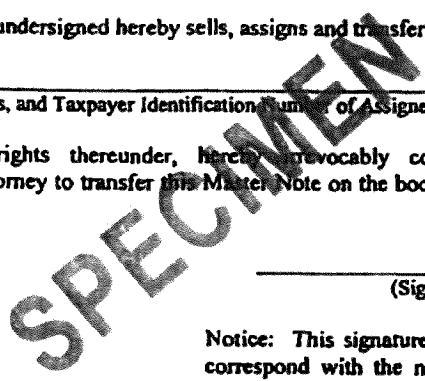 undersigned hereby sells, assigns and transfer
s, and Taxpayer Identification Number of Assigne
rights thereunder, hereby irrevocably co
orney to transfer this Master Note on the boo
(Sig
Notice: This signature
correspond with the n
SPECIMEN